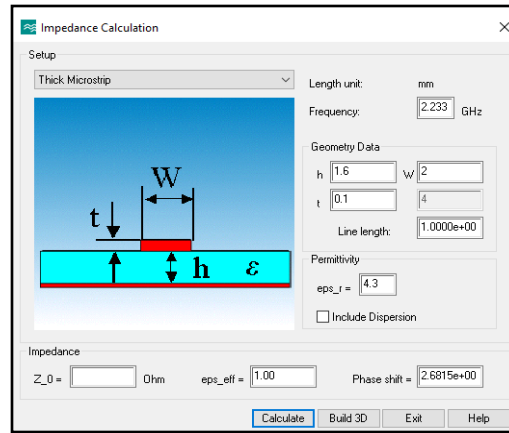 Impedance Calculation
Setup
Thick Microstrip
Length unit: mm
Frequency: 2.233 GHz
Geometry Data
h 1.6 W 2
t 0.1 4
Line length: 1.0000e+00
Permittivity
eps_r = 4.3
Include Dispersion
W
t
h ε
Impedance
Z_0 = Ohm eps_eff = 1.00 Phase shift = 2.6815e+00
Calculate Build 3D Exit Help